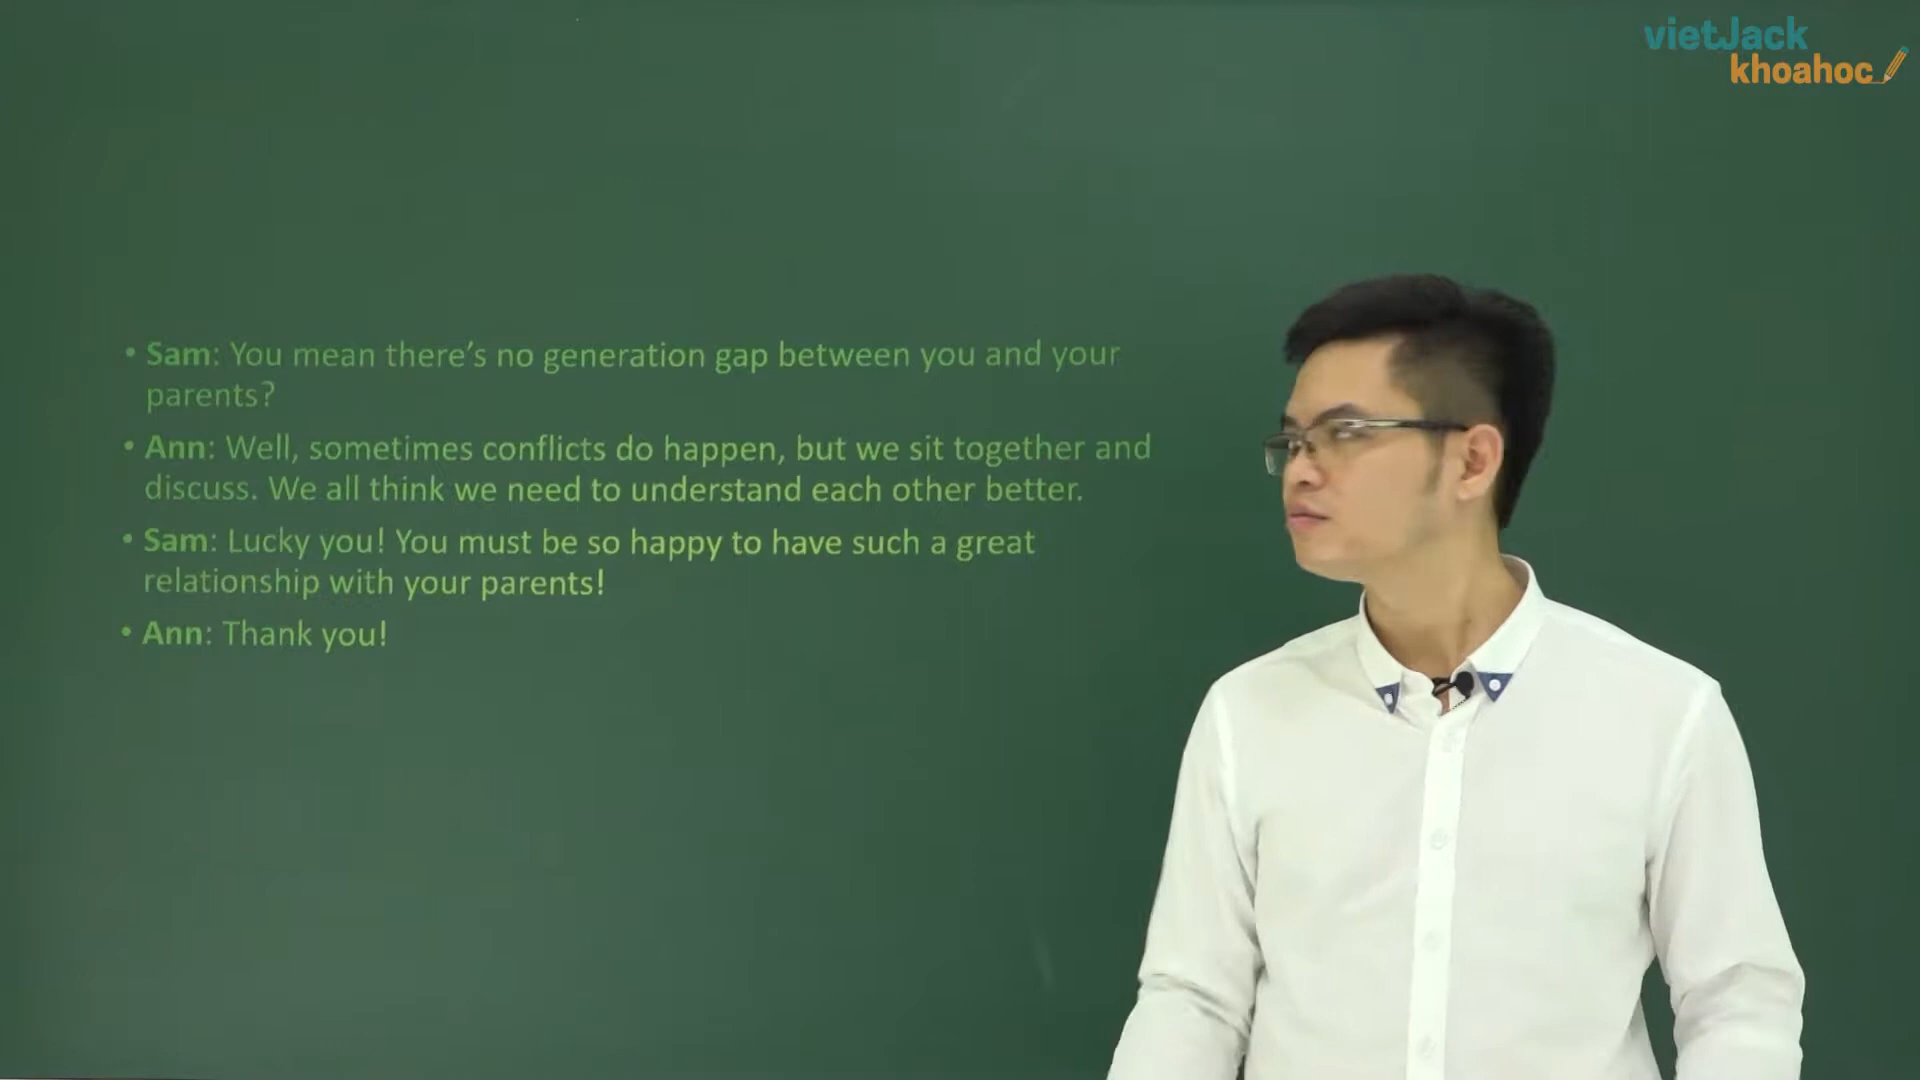 vietJack
khoahoc
• Sam: You mean there's no generation gap between you and your
parents?
• Ann: Well, sometimes conflicts do happen, but we sit together and
discuss. We all think we need to understand each other better.
• Sam: Lucky you! You must be so happy to have such a great
relationship with your parents!
• Ann: Thank you!